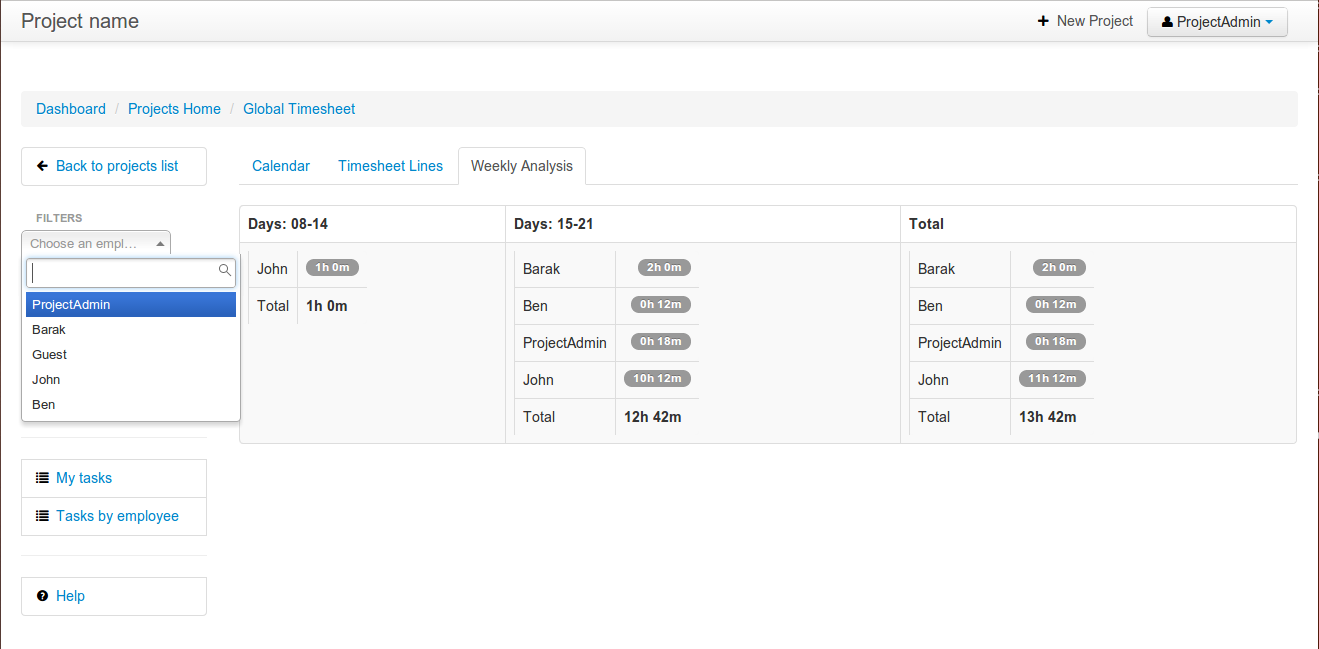 Project name
New Project
ProjectAdmin
Dashboard / Projects Home / Global Timesheet
Back to projects list
FILTERS
Choose an empl...
ProjectAdmin
Barak
Guest
John
Ben
My tasks
Tasks by employee
Help
Calendar
Timesheet Lines
Weekly Analysis
Days: 08-14
John 1h 0m
Total 1h 0m
Days: 15-21
Barak 2h 0m
Ben 0h 12m
ProjectAdmin 0h 18m
John 10h 12m
Total 12h 42m
Total
Barak 2h 0m
Ben 0h 12m
ProjectAdmin 0h 18m
John 11h 12m
Total 13h 42m